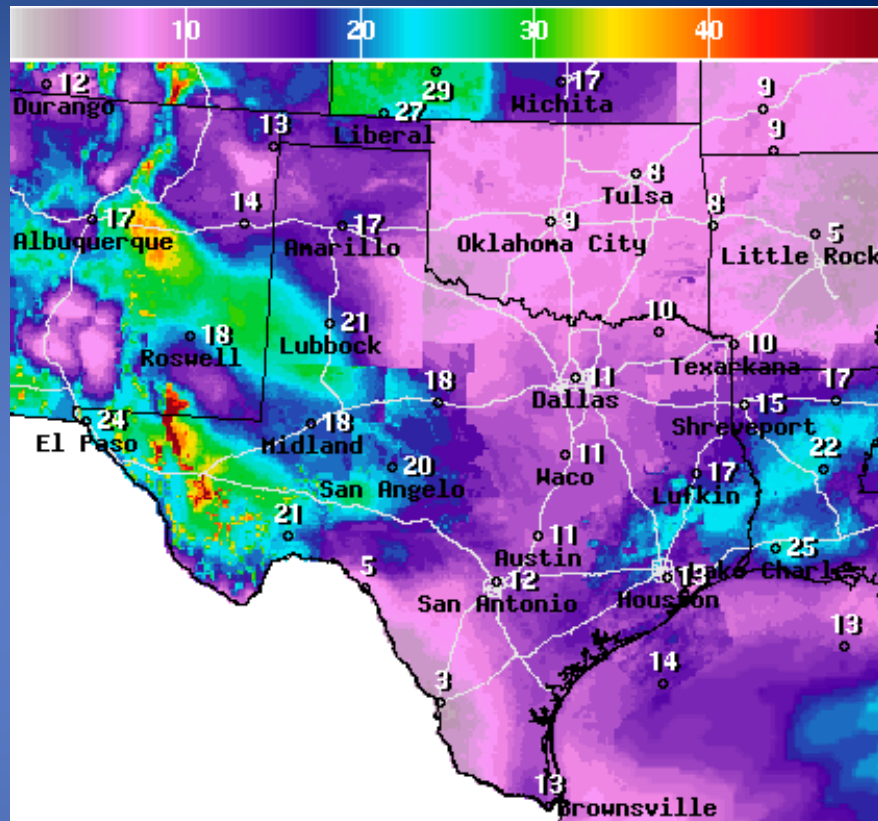 10 20 30 40
12 29 17 9
Durango Wichita
27
Liberal
13 9
8
Tulsa
14 17 9 8 5
17
Albuquerque Amarillo Oklahoma City Little Rock
18 21 10 10
Roswell Lubbock Texarkana
11
18 Dallas 15 17
24 18 Shreveport
El Paso Midland
20 11 17 22
San Angelo Waco Lufkin
21 11 25
Austin
5 12 13 Lake Charles
San Antonio Houston
13
14
3
13
Brownsville